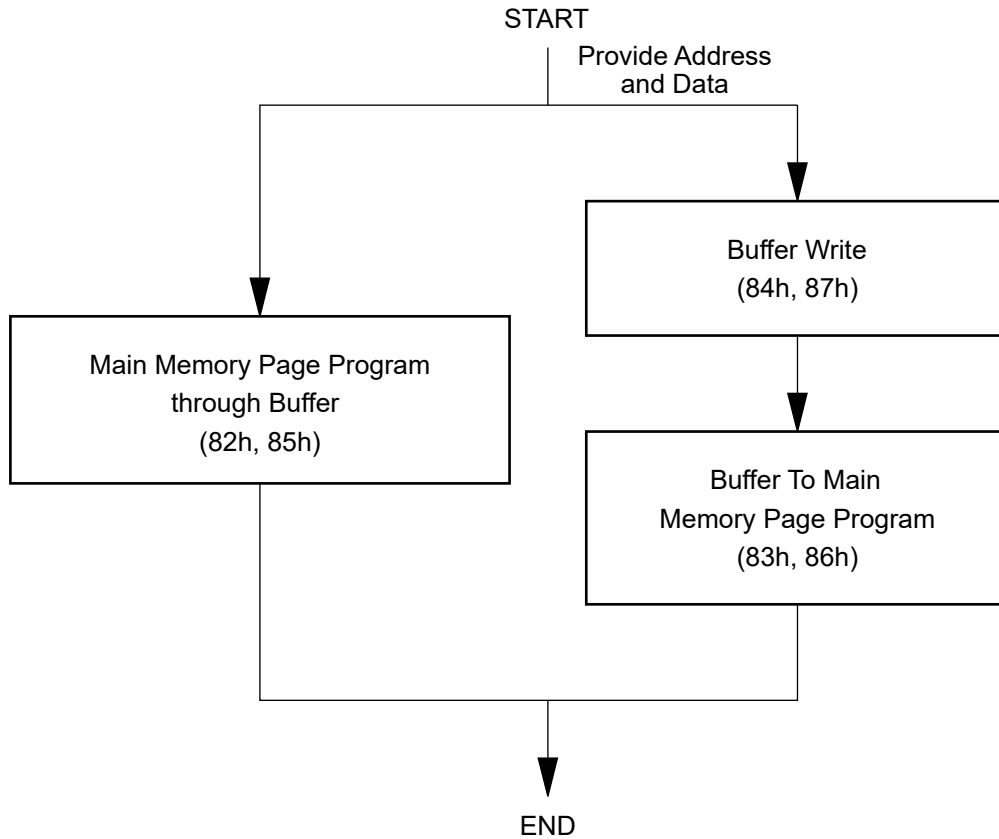 START
Provide Address
and Data
Buffer Write
(84h, 87h)
Main Memory Page Program
through Buffer
(82h, 85h)
Buffer To Main
Memory Page Program
(83h, 86h)
END